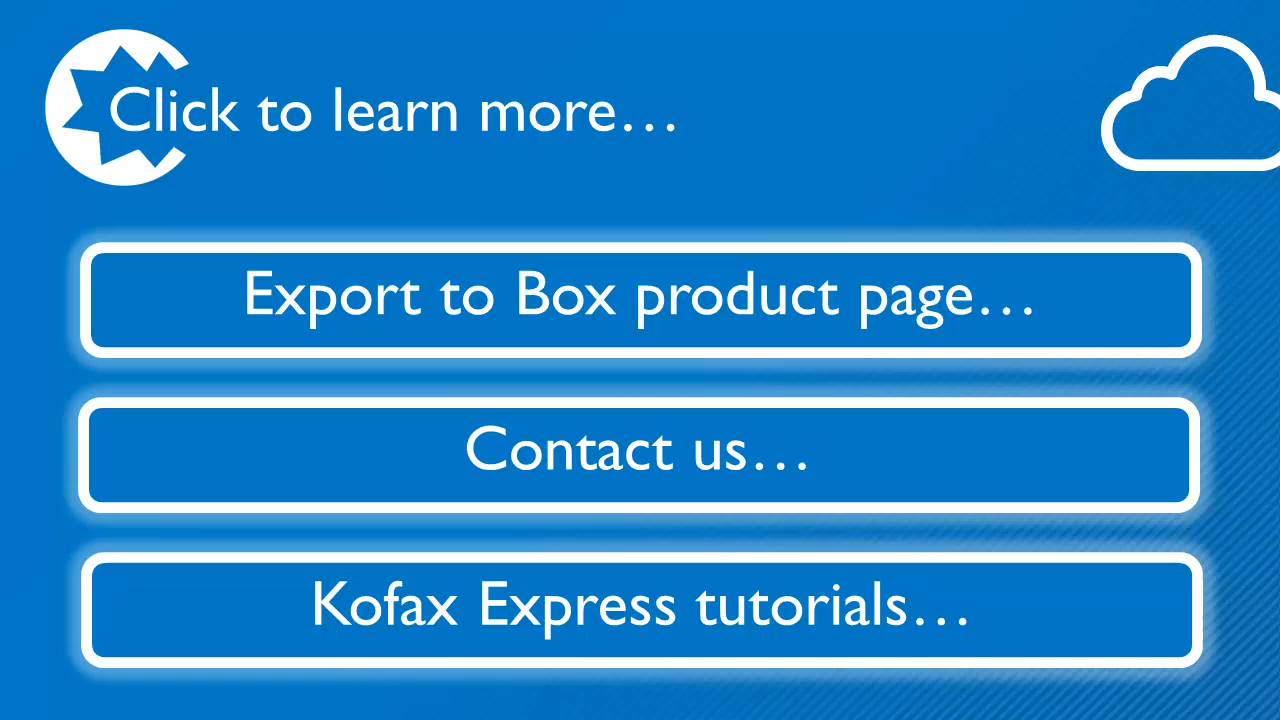 Click to learn more…
Export to Box product page…
Contact us…
Kofax Express tutorials…